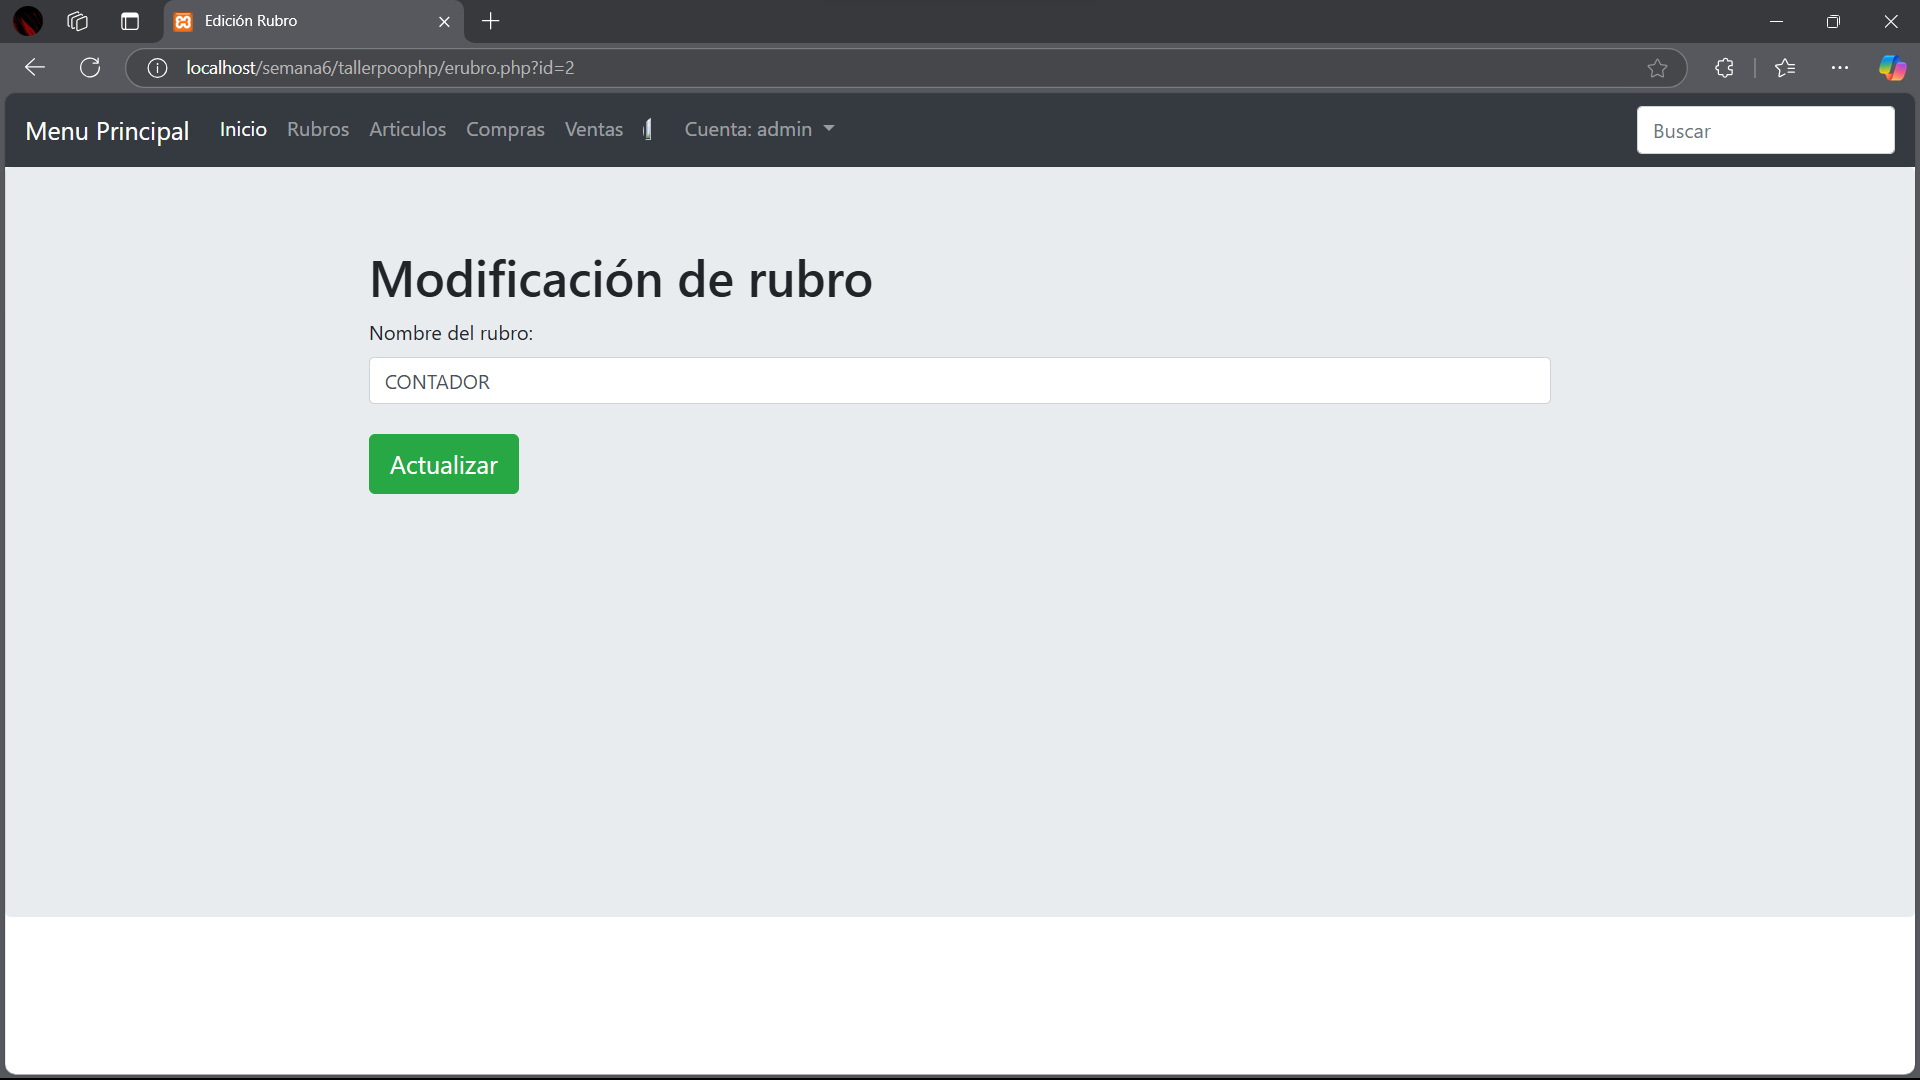 Edición Rubro
localhost/semana6/tallerpoophp/erubro.php?id=2
Menu Principal Inicio Rubros Articulos Compras Ventas Cuenta: admin Buscar
Modificación de rubro
Nombre del rubro:
CONTADOR
Actualizar